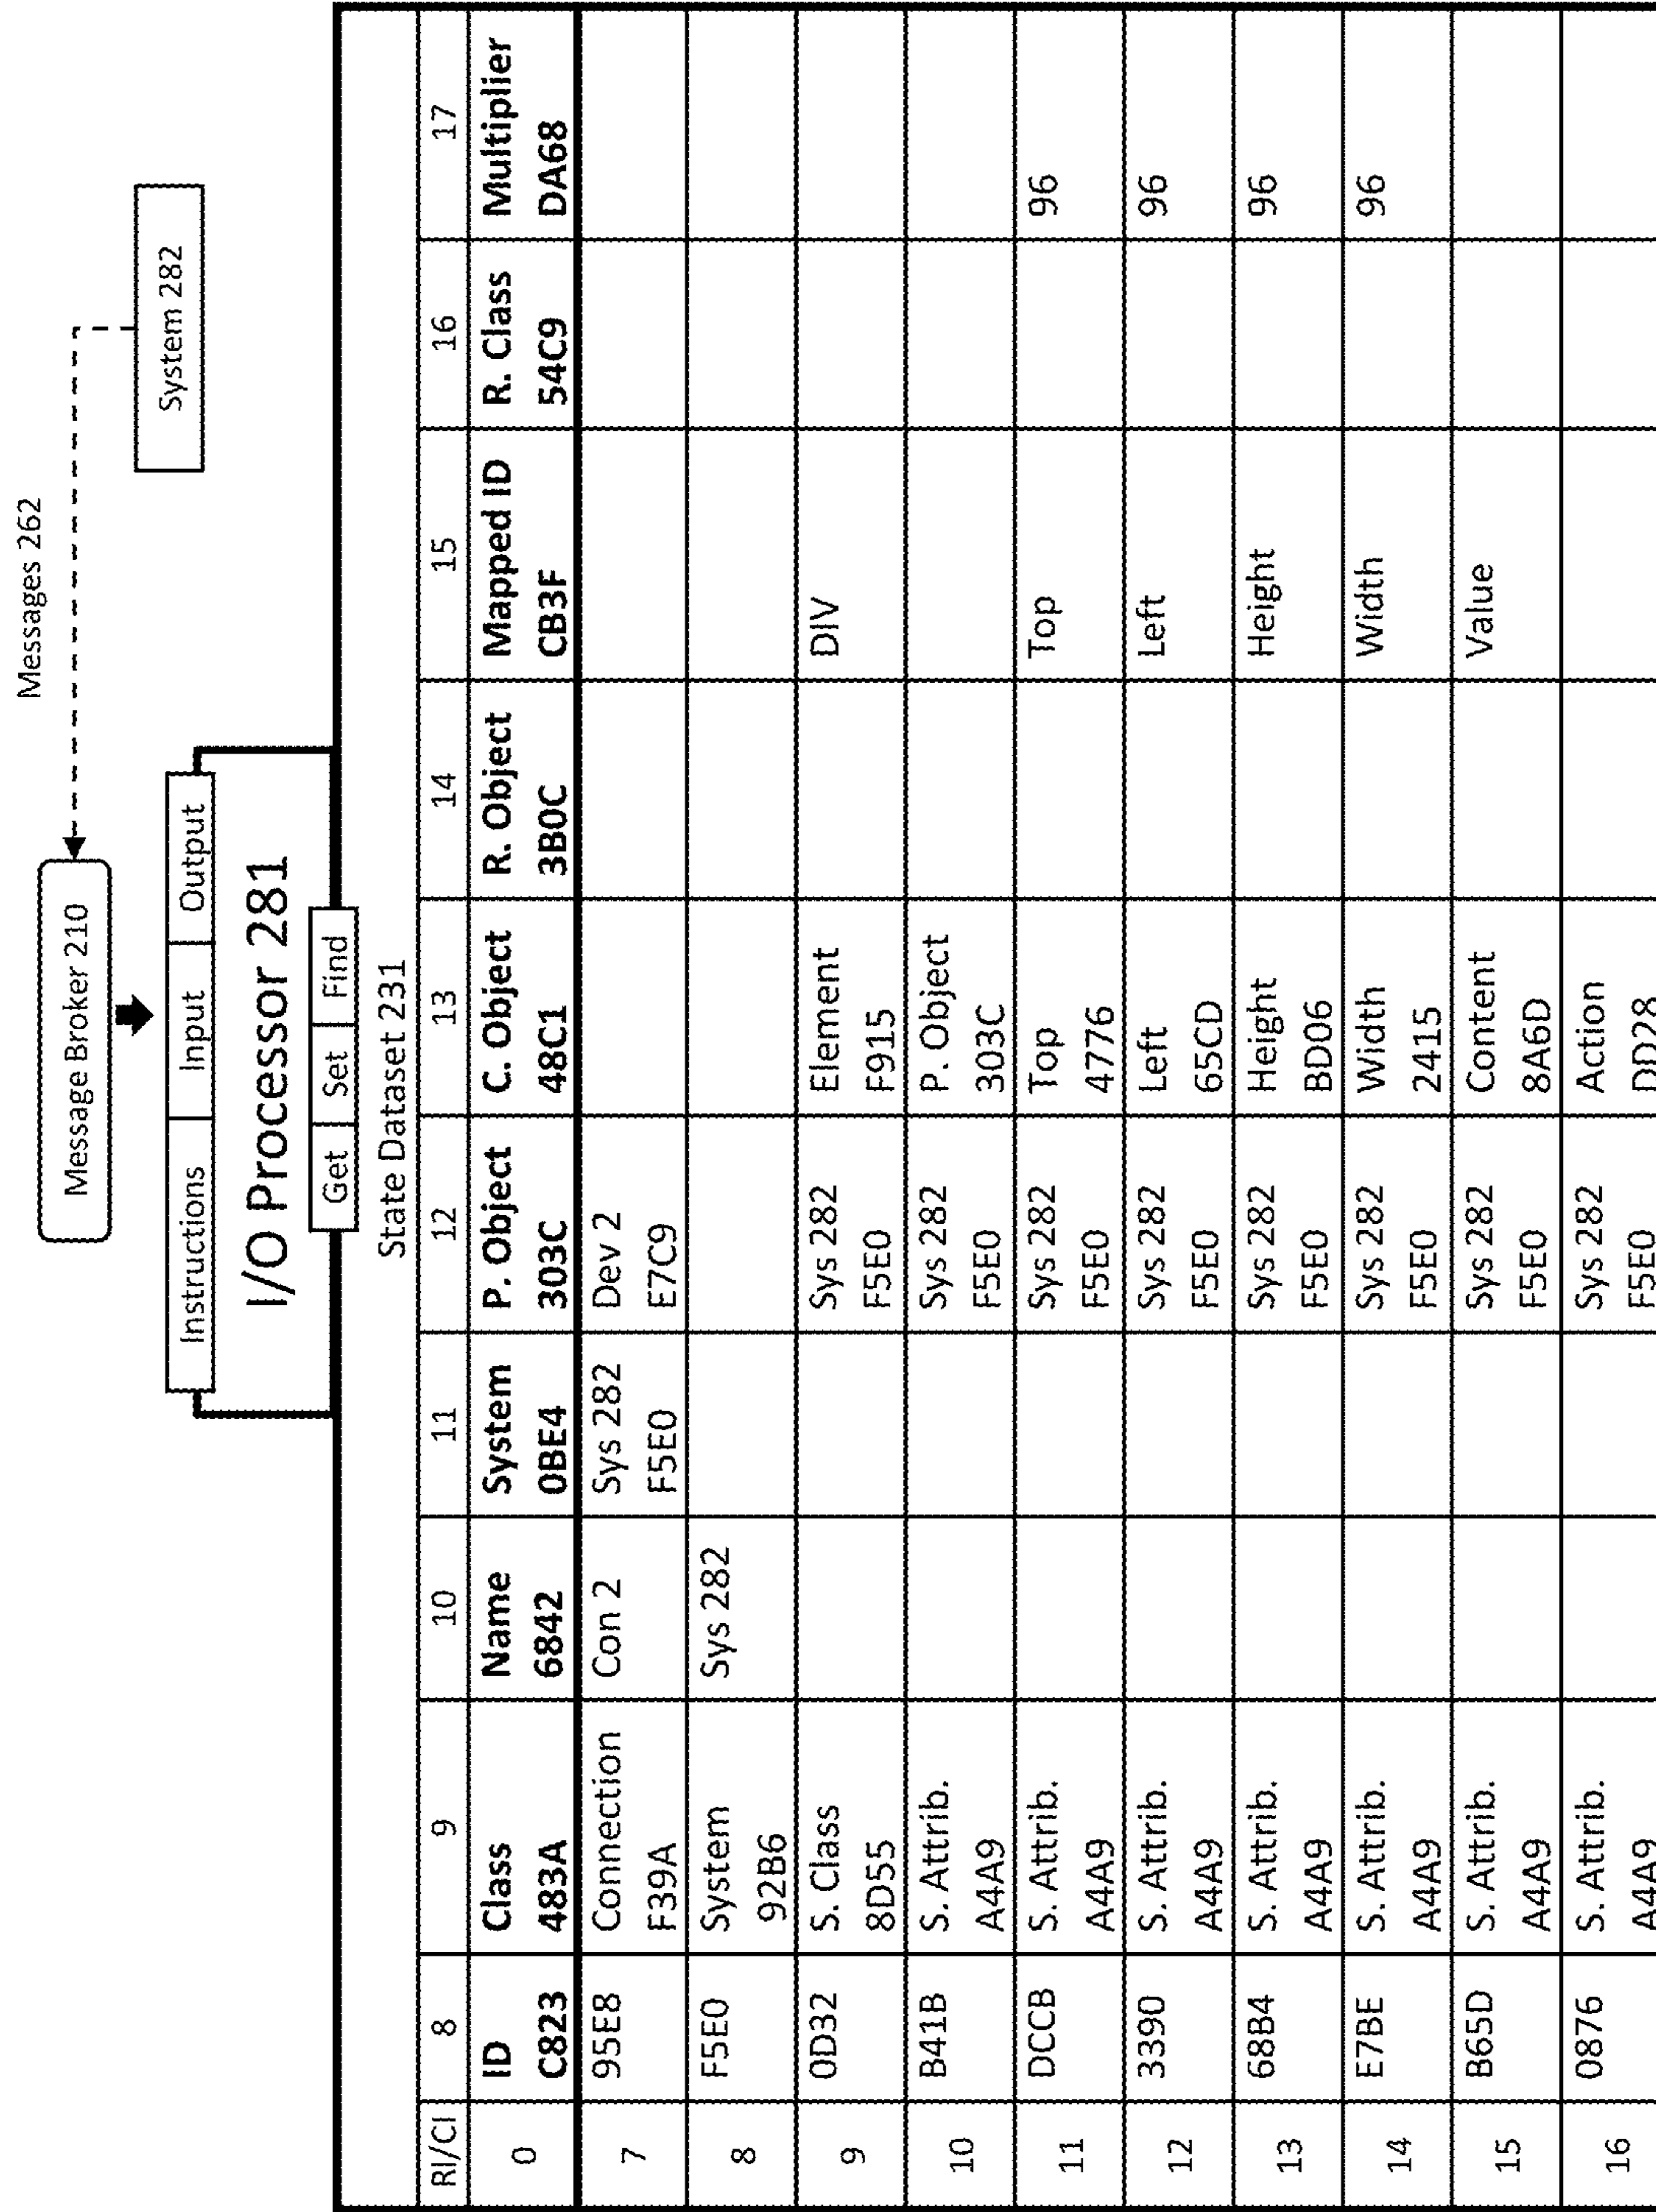 Messages 262
Message Broker 210
System 282
Instructions Input Output
I/O Processor 281
Get Set Find
State Dataset 231
RI/CI 8 9 10 11 12 13 14 15 16 17
0 ID Class Name System P. Object C. Object R. Object Mapped ID R. Class Multiplier
C823 483A 6842 0BE4 303C 48C1 3B0C CB3F 54C9 DA68
7 95E8 Connection Con 2 Sys 282 Dev 2
F39A F5E0 E7C9
8 F5E0 System Sys 282
92B6
9 0D32 S. Class Sys 282 Element DIV
8D55 F5E0 F915
10 B41B S. Attrib. Sys 282 P. Object
A4A9 F5E0 303C
11 DCCB S. Attrib. Sys 282 Top Top 96
A4A9 F5E0 4776
12 3390 S. Attrib. Sys 282 Left Left 96
A4A9 F5E0 65CD
13 68B4 S. Attrib. Sys 282 Height Height 96
A4A9 F5E0 BD06
14 E7BE S. Attrib. Sys 282 Width Width 96
A4A9 F5E0 2415
15 B65D S. Attrib. Sys 282 Content Value
A4A9 F5E0 8A6D
16 0876 S. Attrib. Sys 282 Action
A4A9 F5E0 DD28